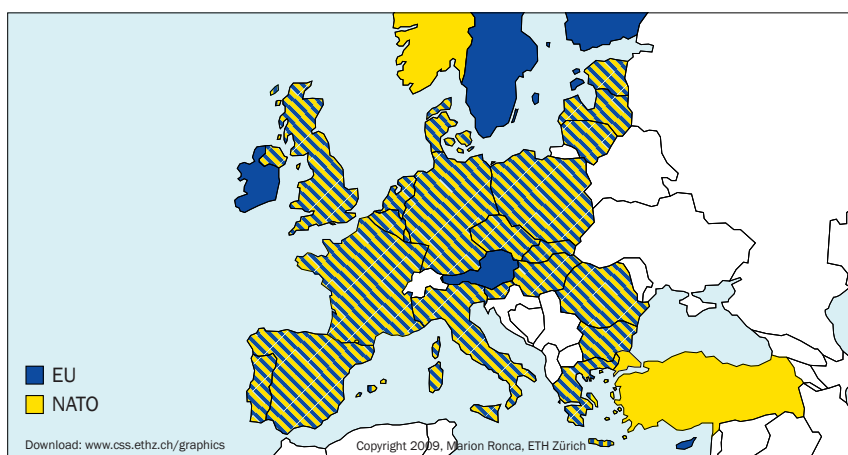 EU
NATO
Download: www.css.ethz.ch/graphics
Copyright 2009, Marion Ronca, ETH Zürich